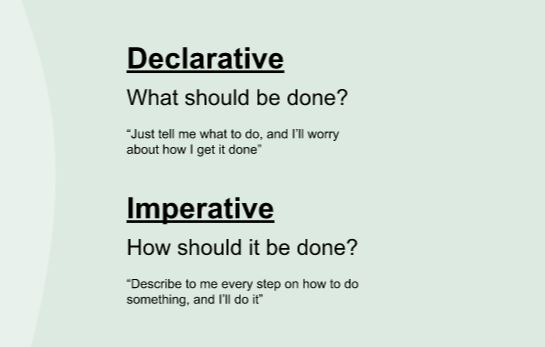 Declarative
What should be done?
“Just tell me what to do, and I’ll worry
about how I get it done”
Imperative
How should it be done?
“Describe to me every step on how to do
something, and I’ll do it”